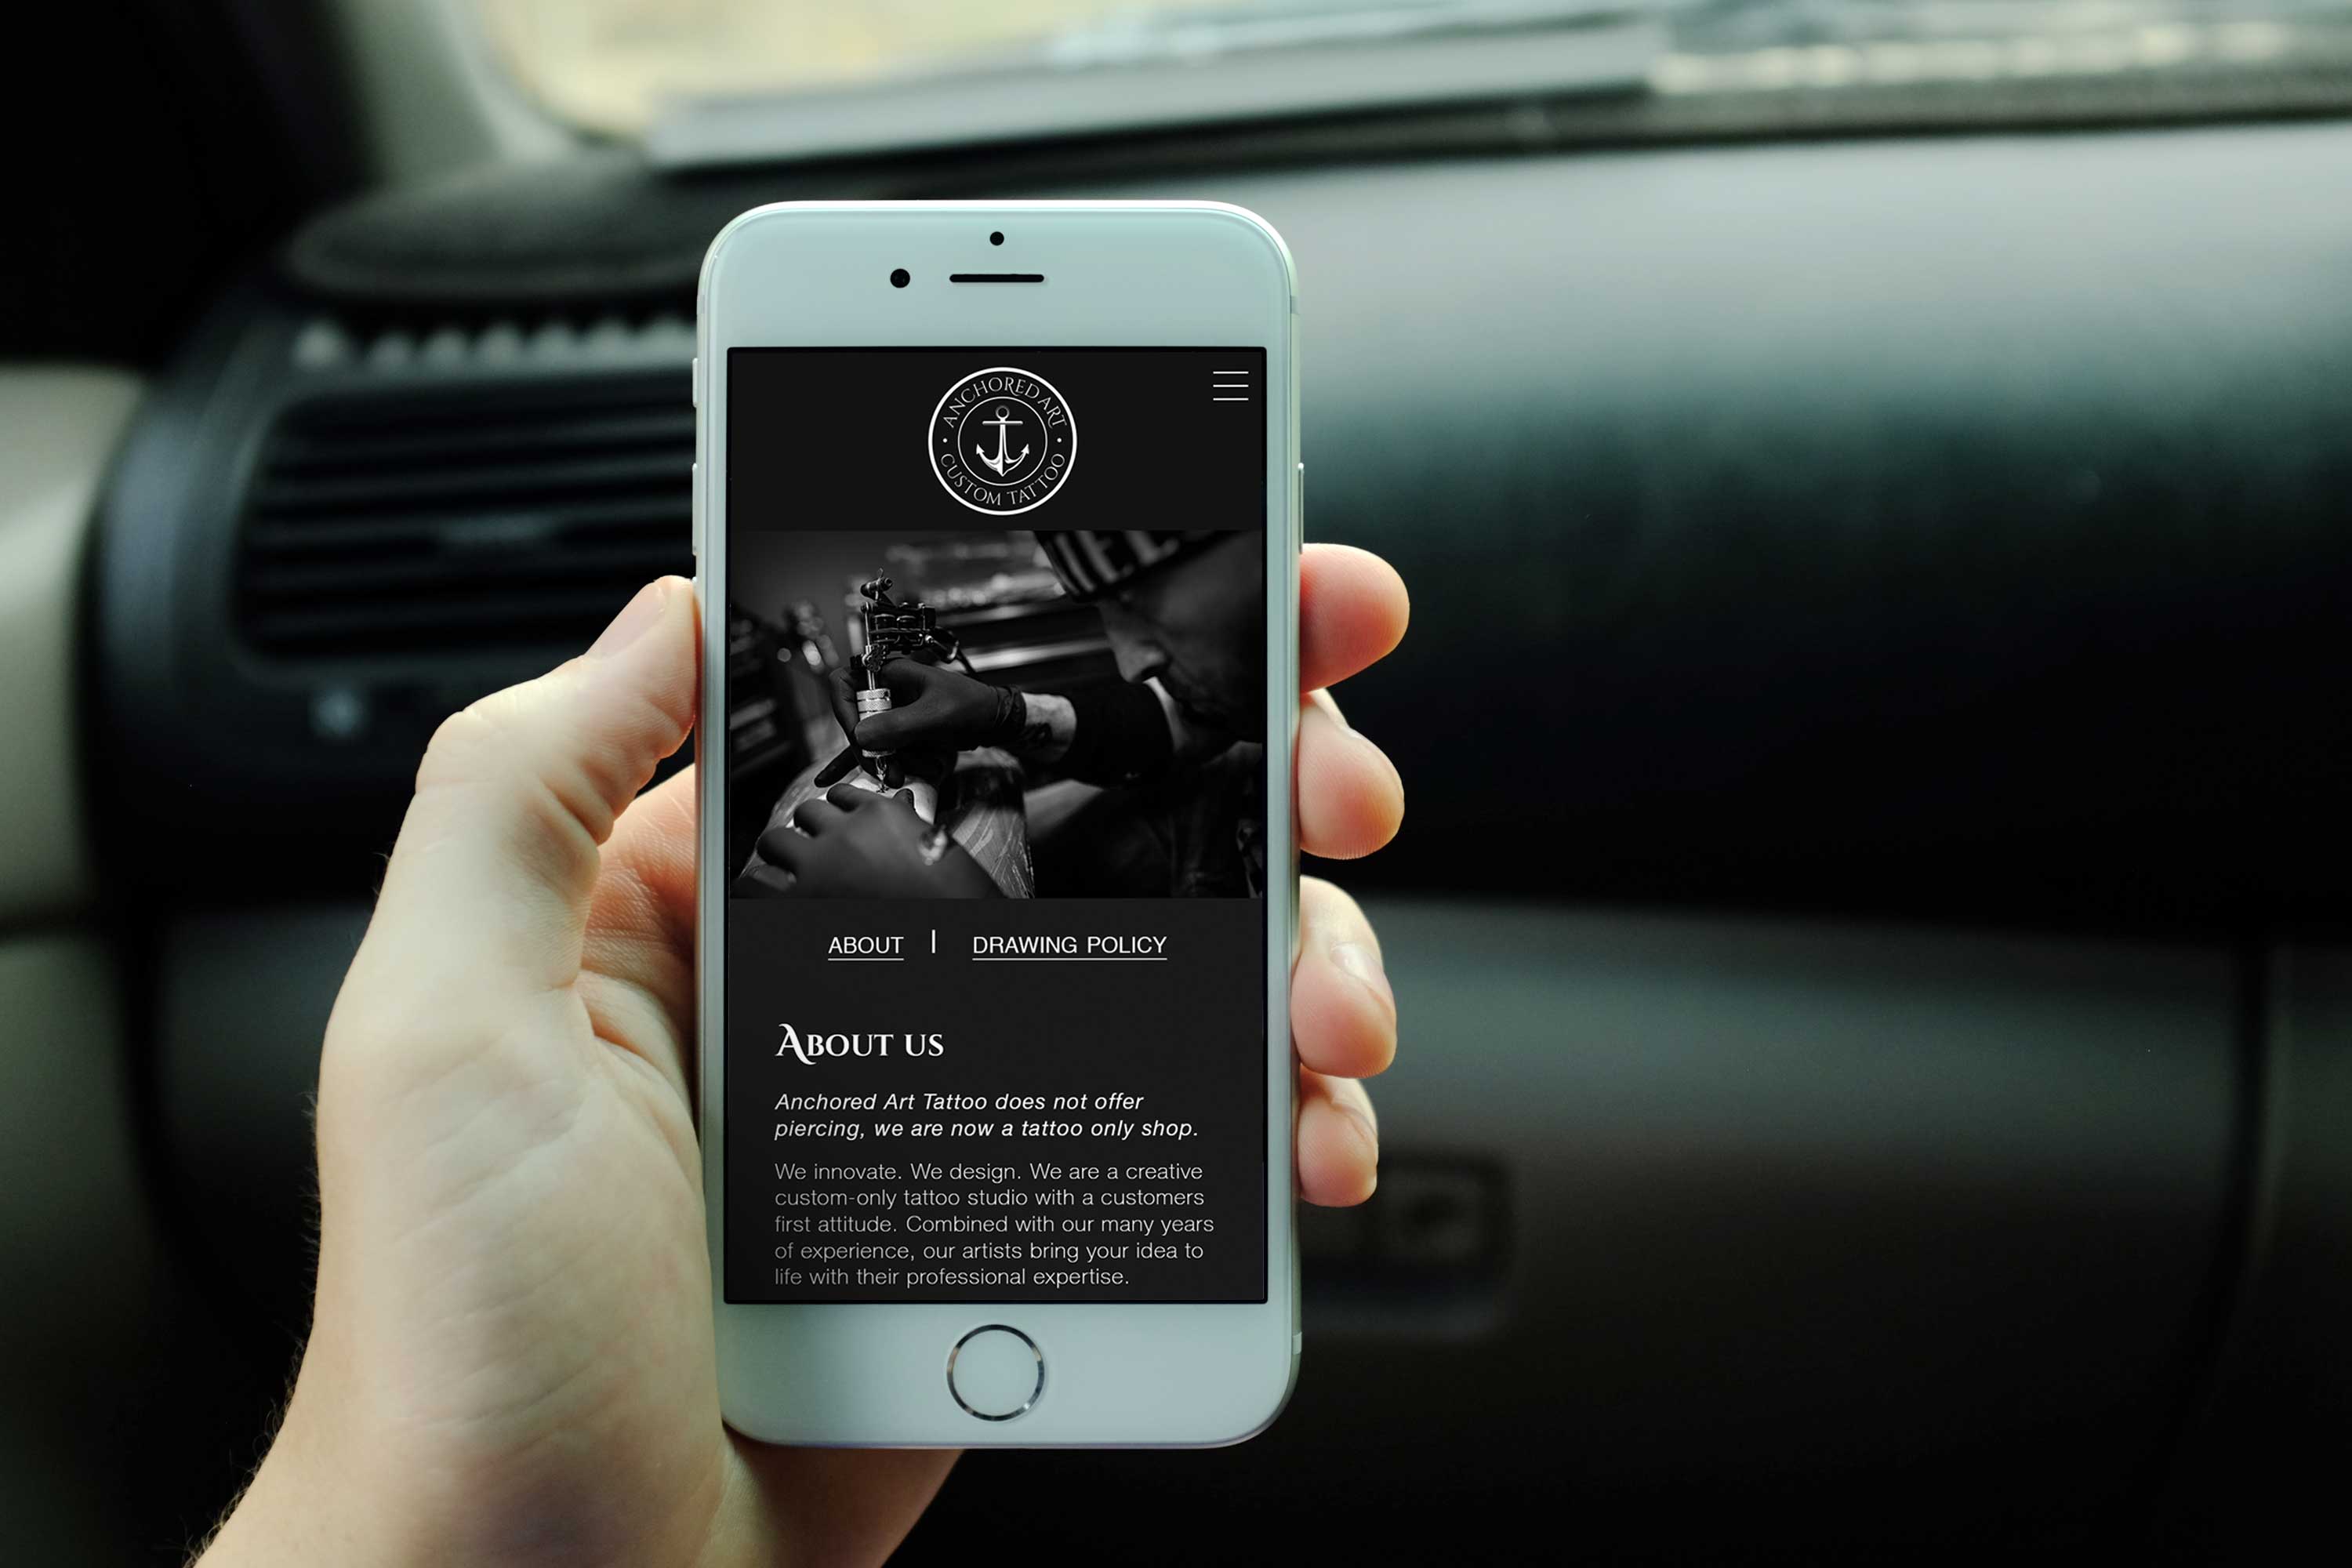 ANCHORED ART
CUSTOM TATTOO
ABOUT | DRAWING POLICY
ABOUT US
Anchored Art Tattoo does not offer
piercing, we are now a tattoo only shop.
We innovate. We design. We are a creative
custom-only tattoo studio with a customers
first attitude. Combined with our many years
of experience, our artists bring your idea to
life with their professional expertise.